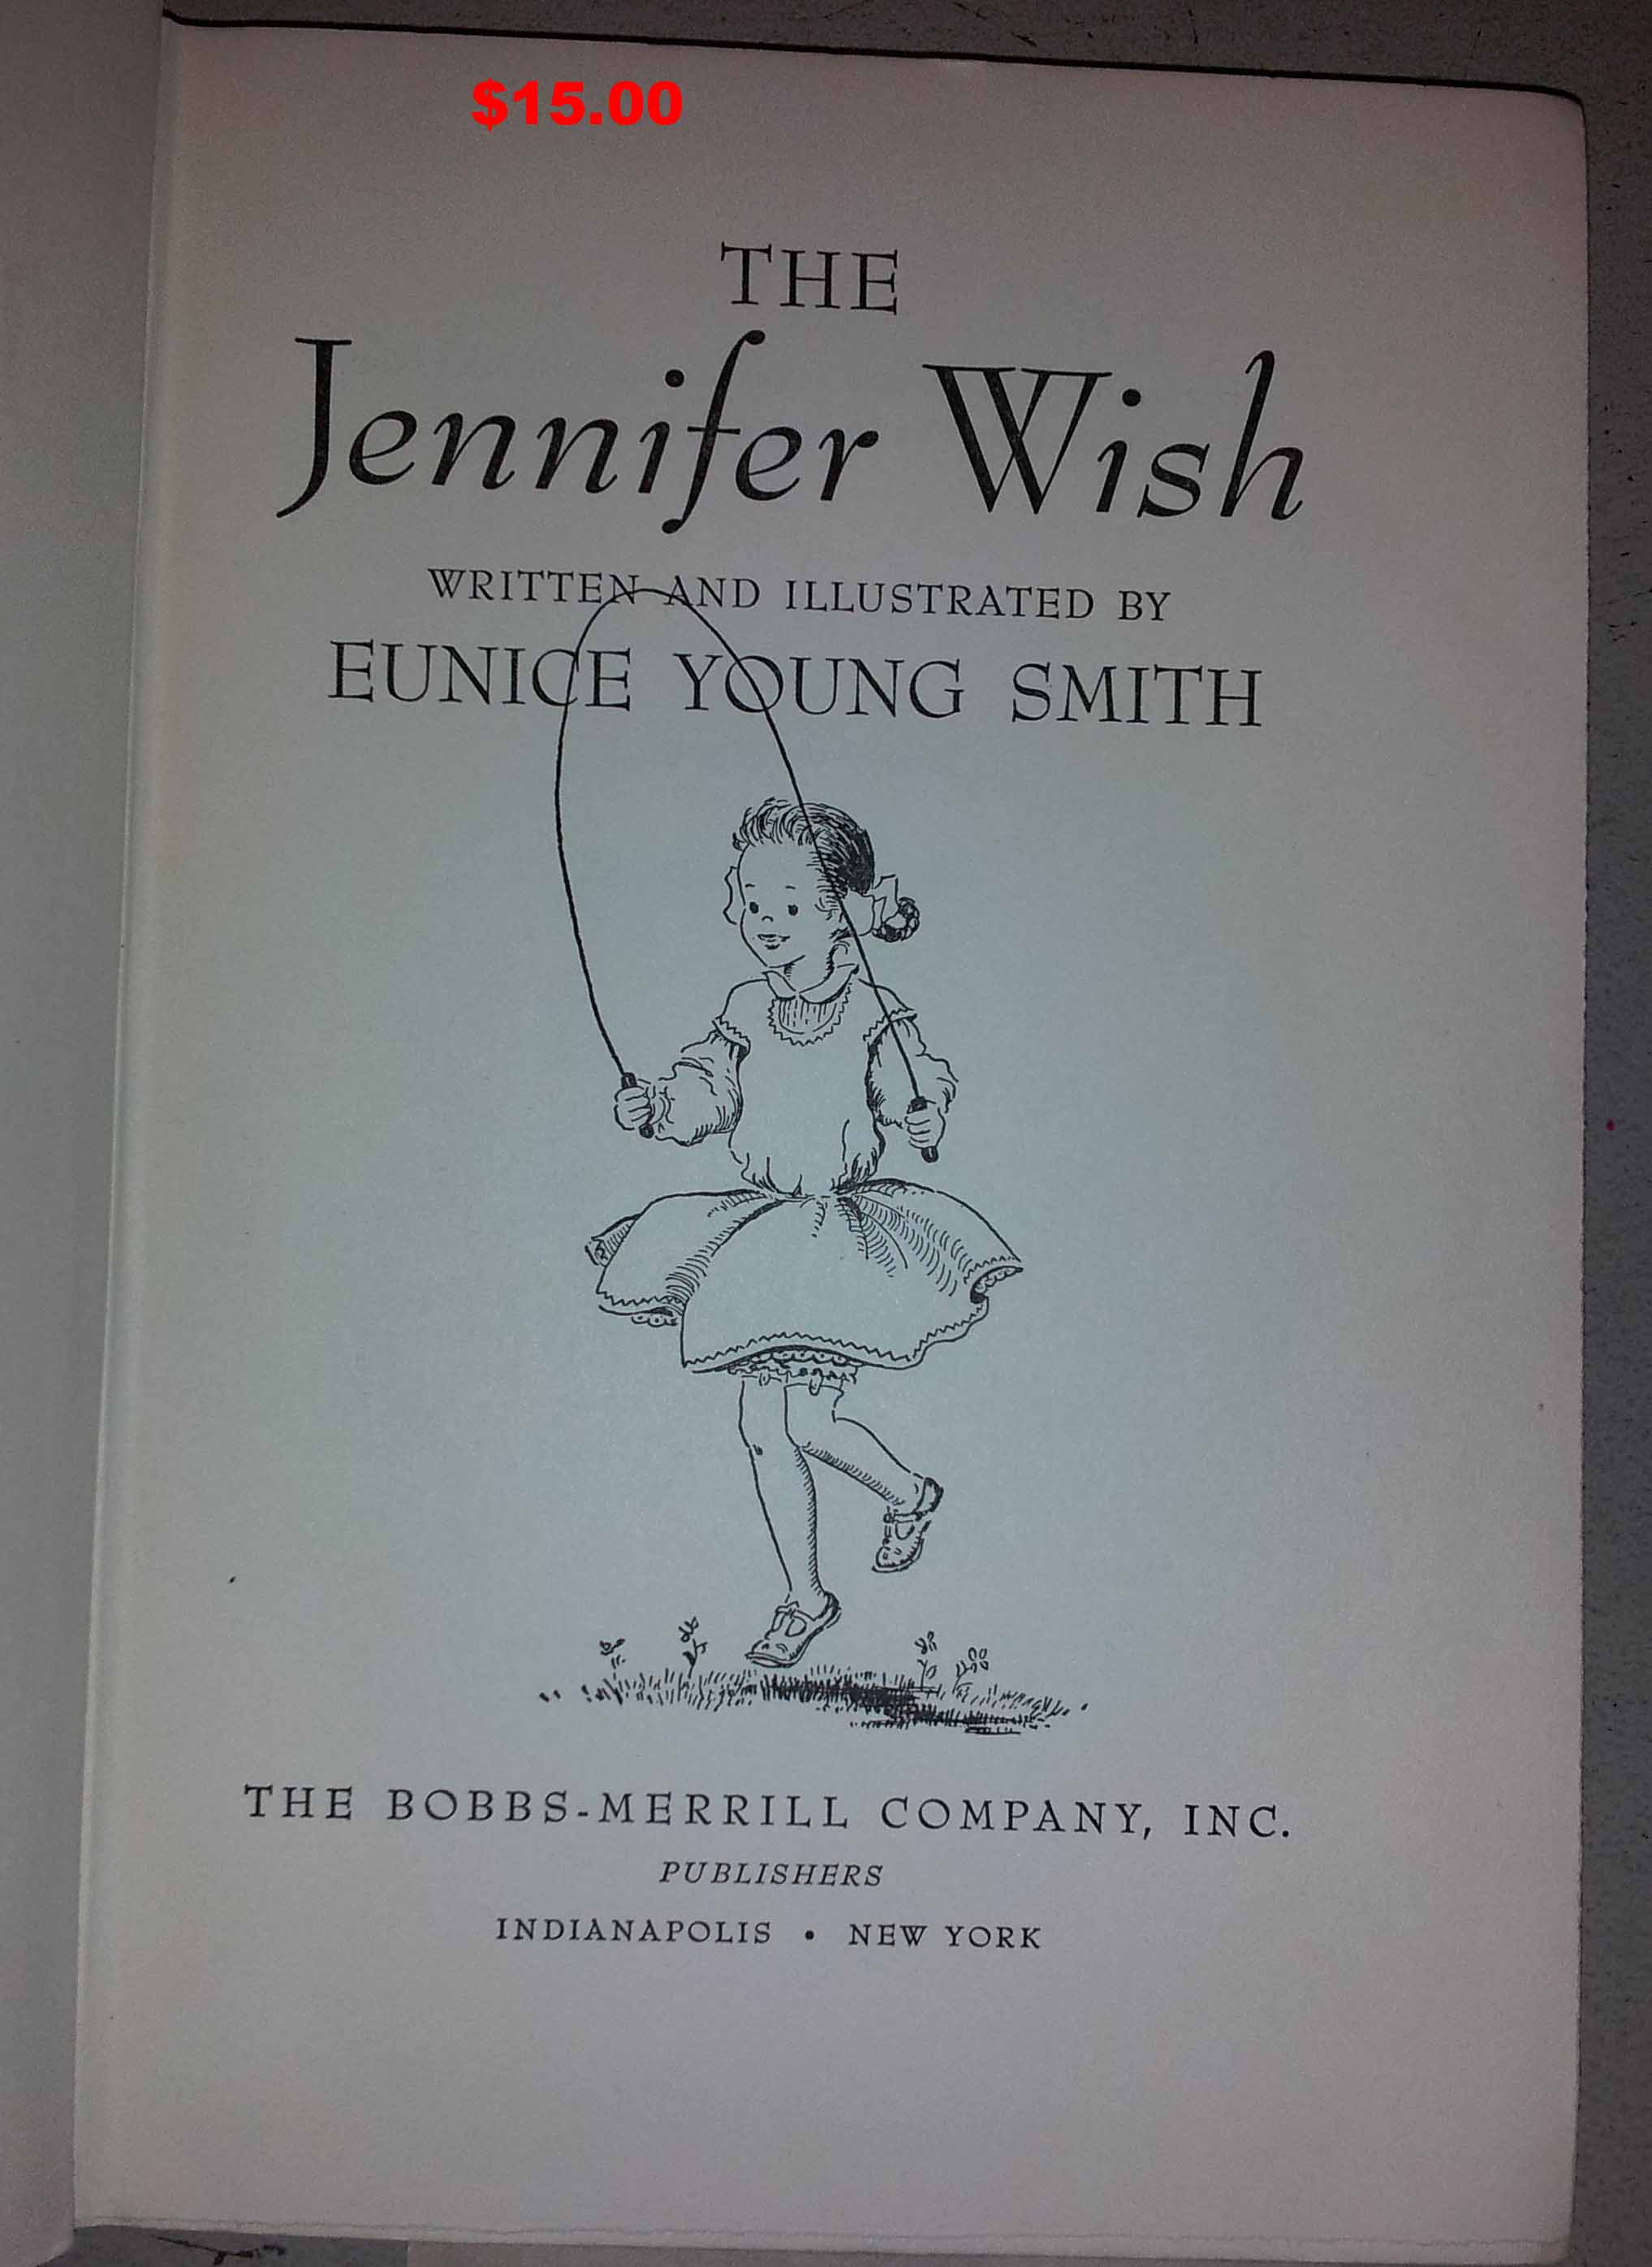 $15.00
THE
Jennifer Wish
WRITTEN AND ILLUSTRATED BY
EUNICE YOUNG SMITH
THE BOBBS-MERRILL COMPANY, INC.
PUBLISHERS
INDIANAPOLIS • NEW YORK